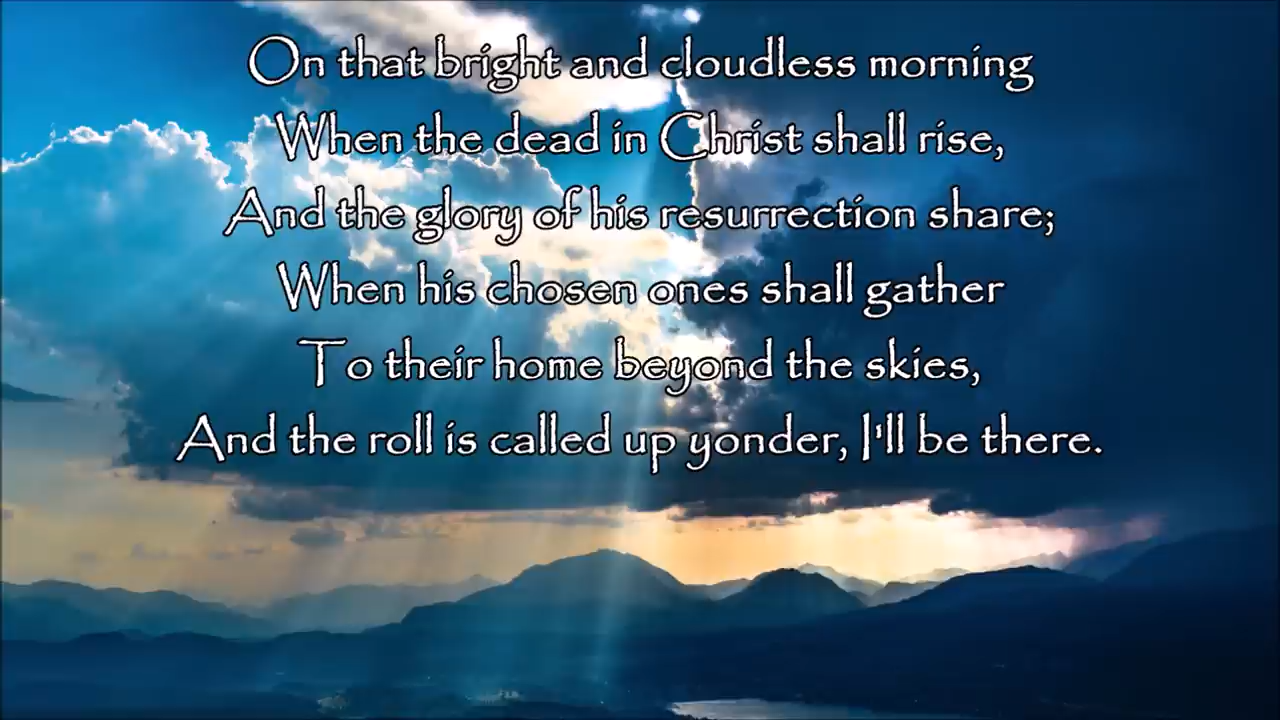 On that bright and cloudless morning
When the dead in Christ shall rise,
And the glory of his resurrection share;
When his chosen ones shall gather
To their home beyond the skies,
And the roll is called up yonder, I'll be there.